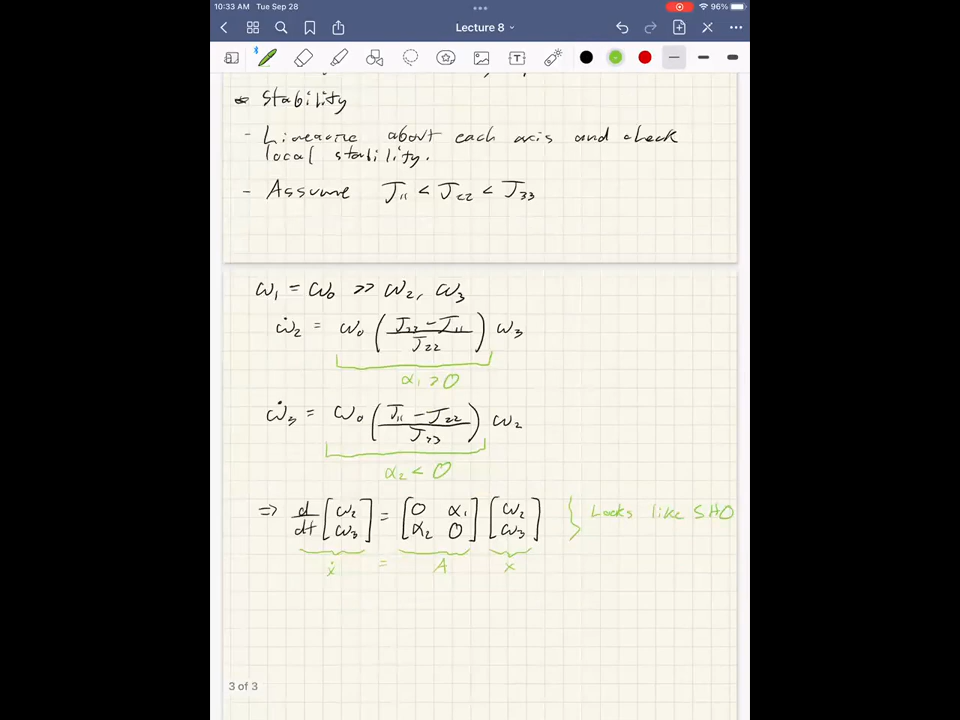 10:33 AM Tue Sep 28
96%
Lecture 8
• Stability
- Linearize about each axis and check
local stability.
- Assume J₁₁ < J₂₂ < J₃₃
ω₁ = ω₀ >> ω₂, ω₃
ω̇₂ = ω₀ ((J₃₃ - J₁₁)/J₂₂) ω₃
α₁ > 0
ω̇₃ = ω₀ ((J₁₁ - J₂₂)/J₃₃) ω₂
α₂ < 0
⇒ d/dt [ω₂; ω₃] = [0 α₁; α₂ 0] [ω₂; ω₃] } Looks like SHO
ẋ = A x
3 of 3